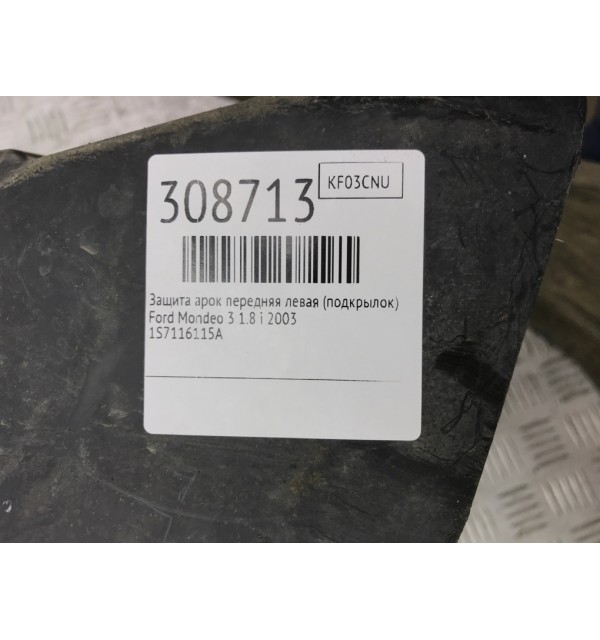 308713
KF03CNU
Защита арок передняя левая (подкрылок)
Ford Mondeo 3 1.8 i 2003
1S7116115A